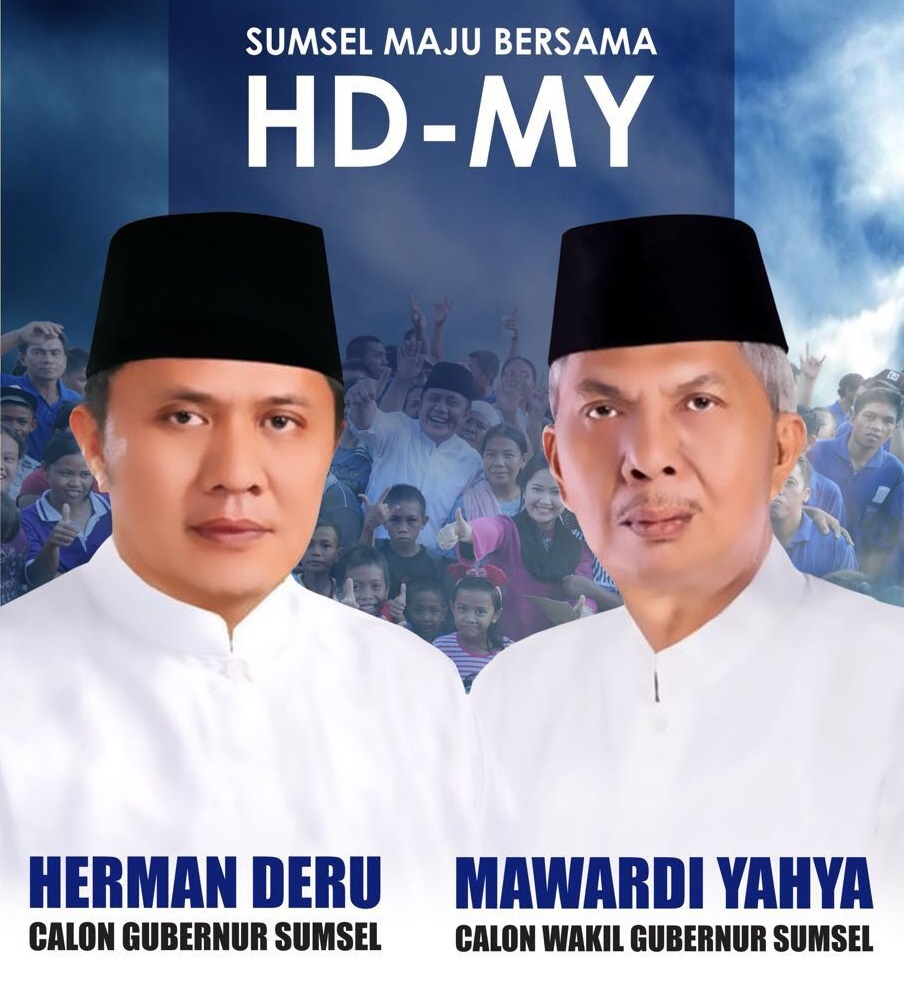 SUMSEL MAJU BERSAMA
HD-MY
HERMAN DERU
CALON GUBERNUR SUMSEL
MAWARDI YAHYA
CALON WAKIL GUBERNUR SUMSEL